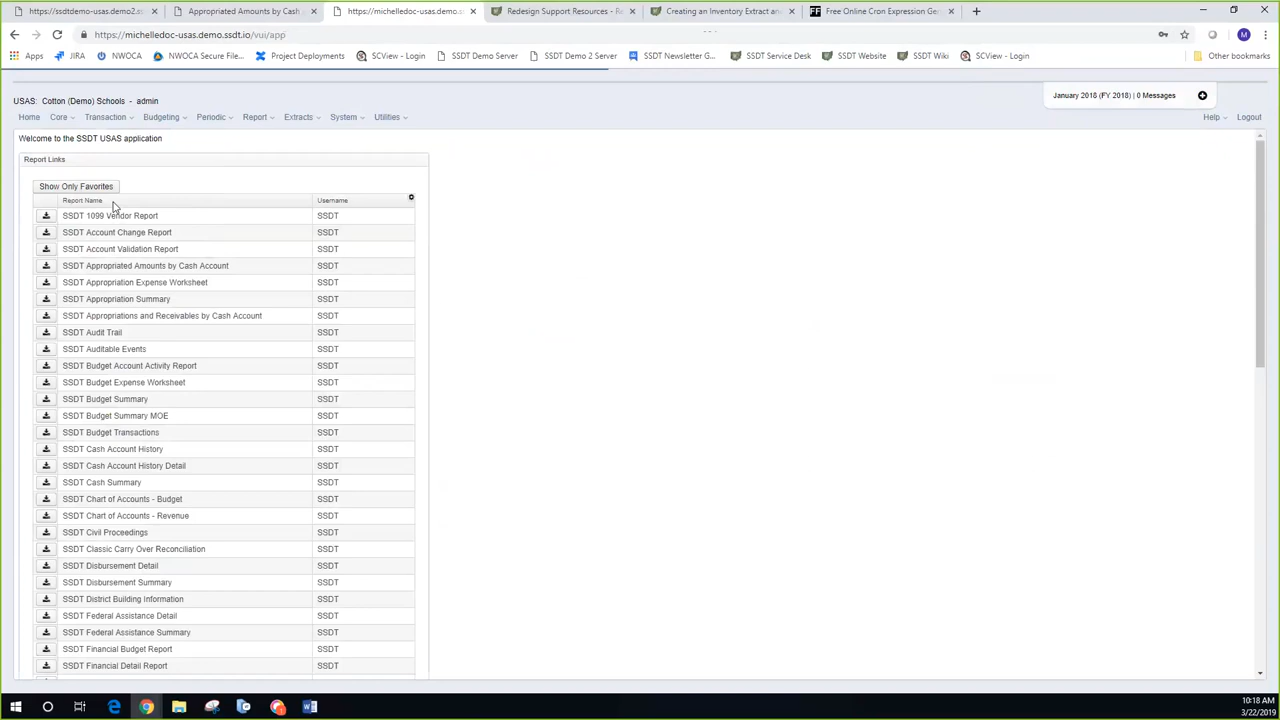 ssdtdemo-usas.demo2.ss
Appropriated Amounts by Cash
https://michelledoc-usas.demo.s
Redesign Support Resources - Re
Creating an Inventory Extract an
FF Free Online Cron Expression Ge
https://michelledoc-usas.demo.ssdt.io/vui/app
M
Apps
JIRA
NWOCA
NWOCA Secure File...
Project Deployments
SCView - Login
SSDT Demo Server
SSDT Demo 2 Server
SSDT Newsletter G...
SSDT Service Desk
SSDT Website
SSDT Wiki
SCView - Login
Other bookmarks
USAS: Cotton (Demo) Schools - admin
January 2018 (FY 2018) | 0 Messages
Home Core Transaction Budgeting Periodic Report Extracts System Utilities Help Logout
Welcome to the SSDT USAS application
Report Links
Show Only Favorites
Report Name Username
SSDT 1099 Vendor Report SSDT
SSDT Account Change Report SSDT
SSDT Account Validation Report SSDT
SSDT Appropriated Amounts by Cash Account SSDT
SSDT Appropriation Expense Worksheet SSDT
SSDT Appropriation Summary SSDT
SSDT Appropriations and Receivables by Cash Account SSDT
SSDT Audit Trail SSDT
SSDT Auditable Events SSDT
SSDT Budget Account Activity Report SSDT
SSDT Budget Expense Worksheet SSDT
SSDT Budget Summary SSDT
SSDT Budget Summary MOE SSDT
SSDT Budget Transactions SSDT
SSDT Cash Account History SSDT
SSDT Cash Account History Detail SSDT
SSDT Cash Summary SSDT
SSDT Chart of Accounts - Budget SSDT
SSDT Chart of Accounts - Revenue SSDT
SSDT Civil Proceedings SSDT
SSDT Classic Carry Over Reconciliation SSDT
SSDT Disbursement Detail SSDT
SSDT Disbursement Summary SSDT
SSDT District Building Information SSDT
SSDT Federal Assistance Detail SSDT
SSDT Federal Assistance Summary SSDT
SSDT Financial Budget Report SSDT
SSDT Financial Detail Report SSDT
10:18 AM
3/22/2019